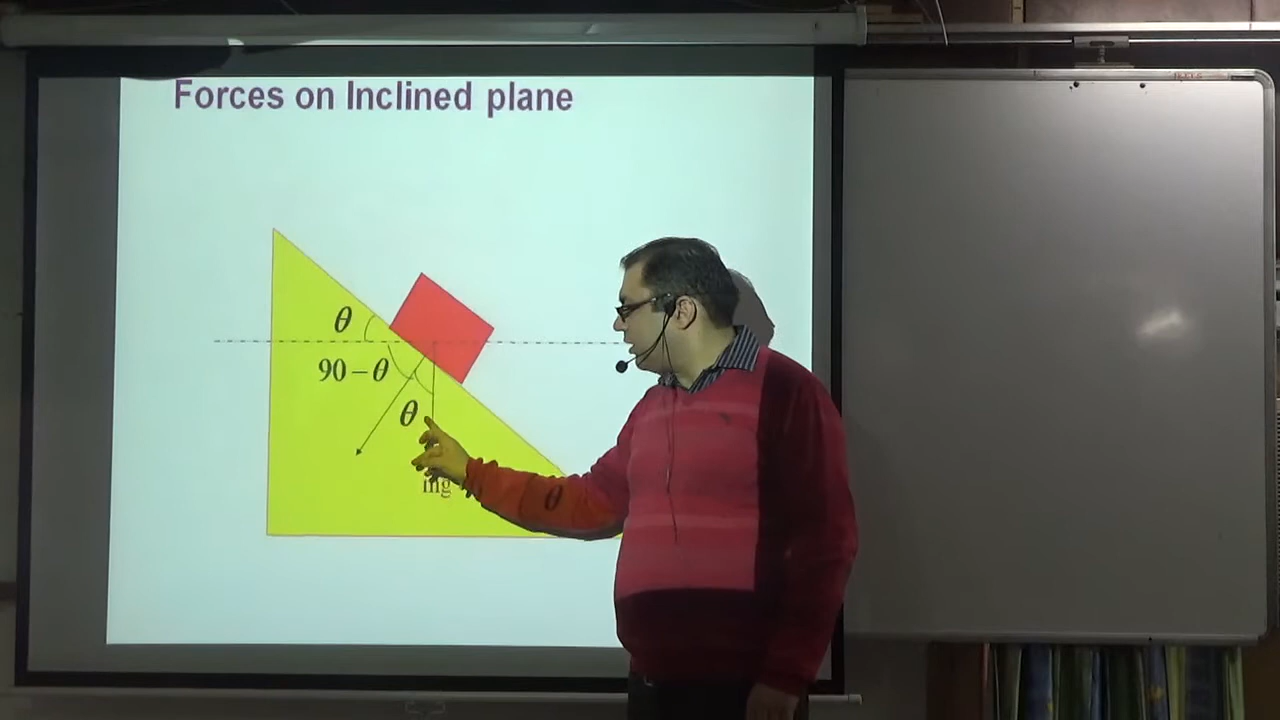 Forces on Inclined plane
θ
90 – θ
θ
mg
θ